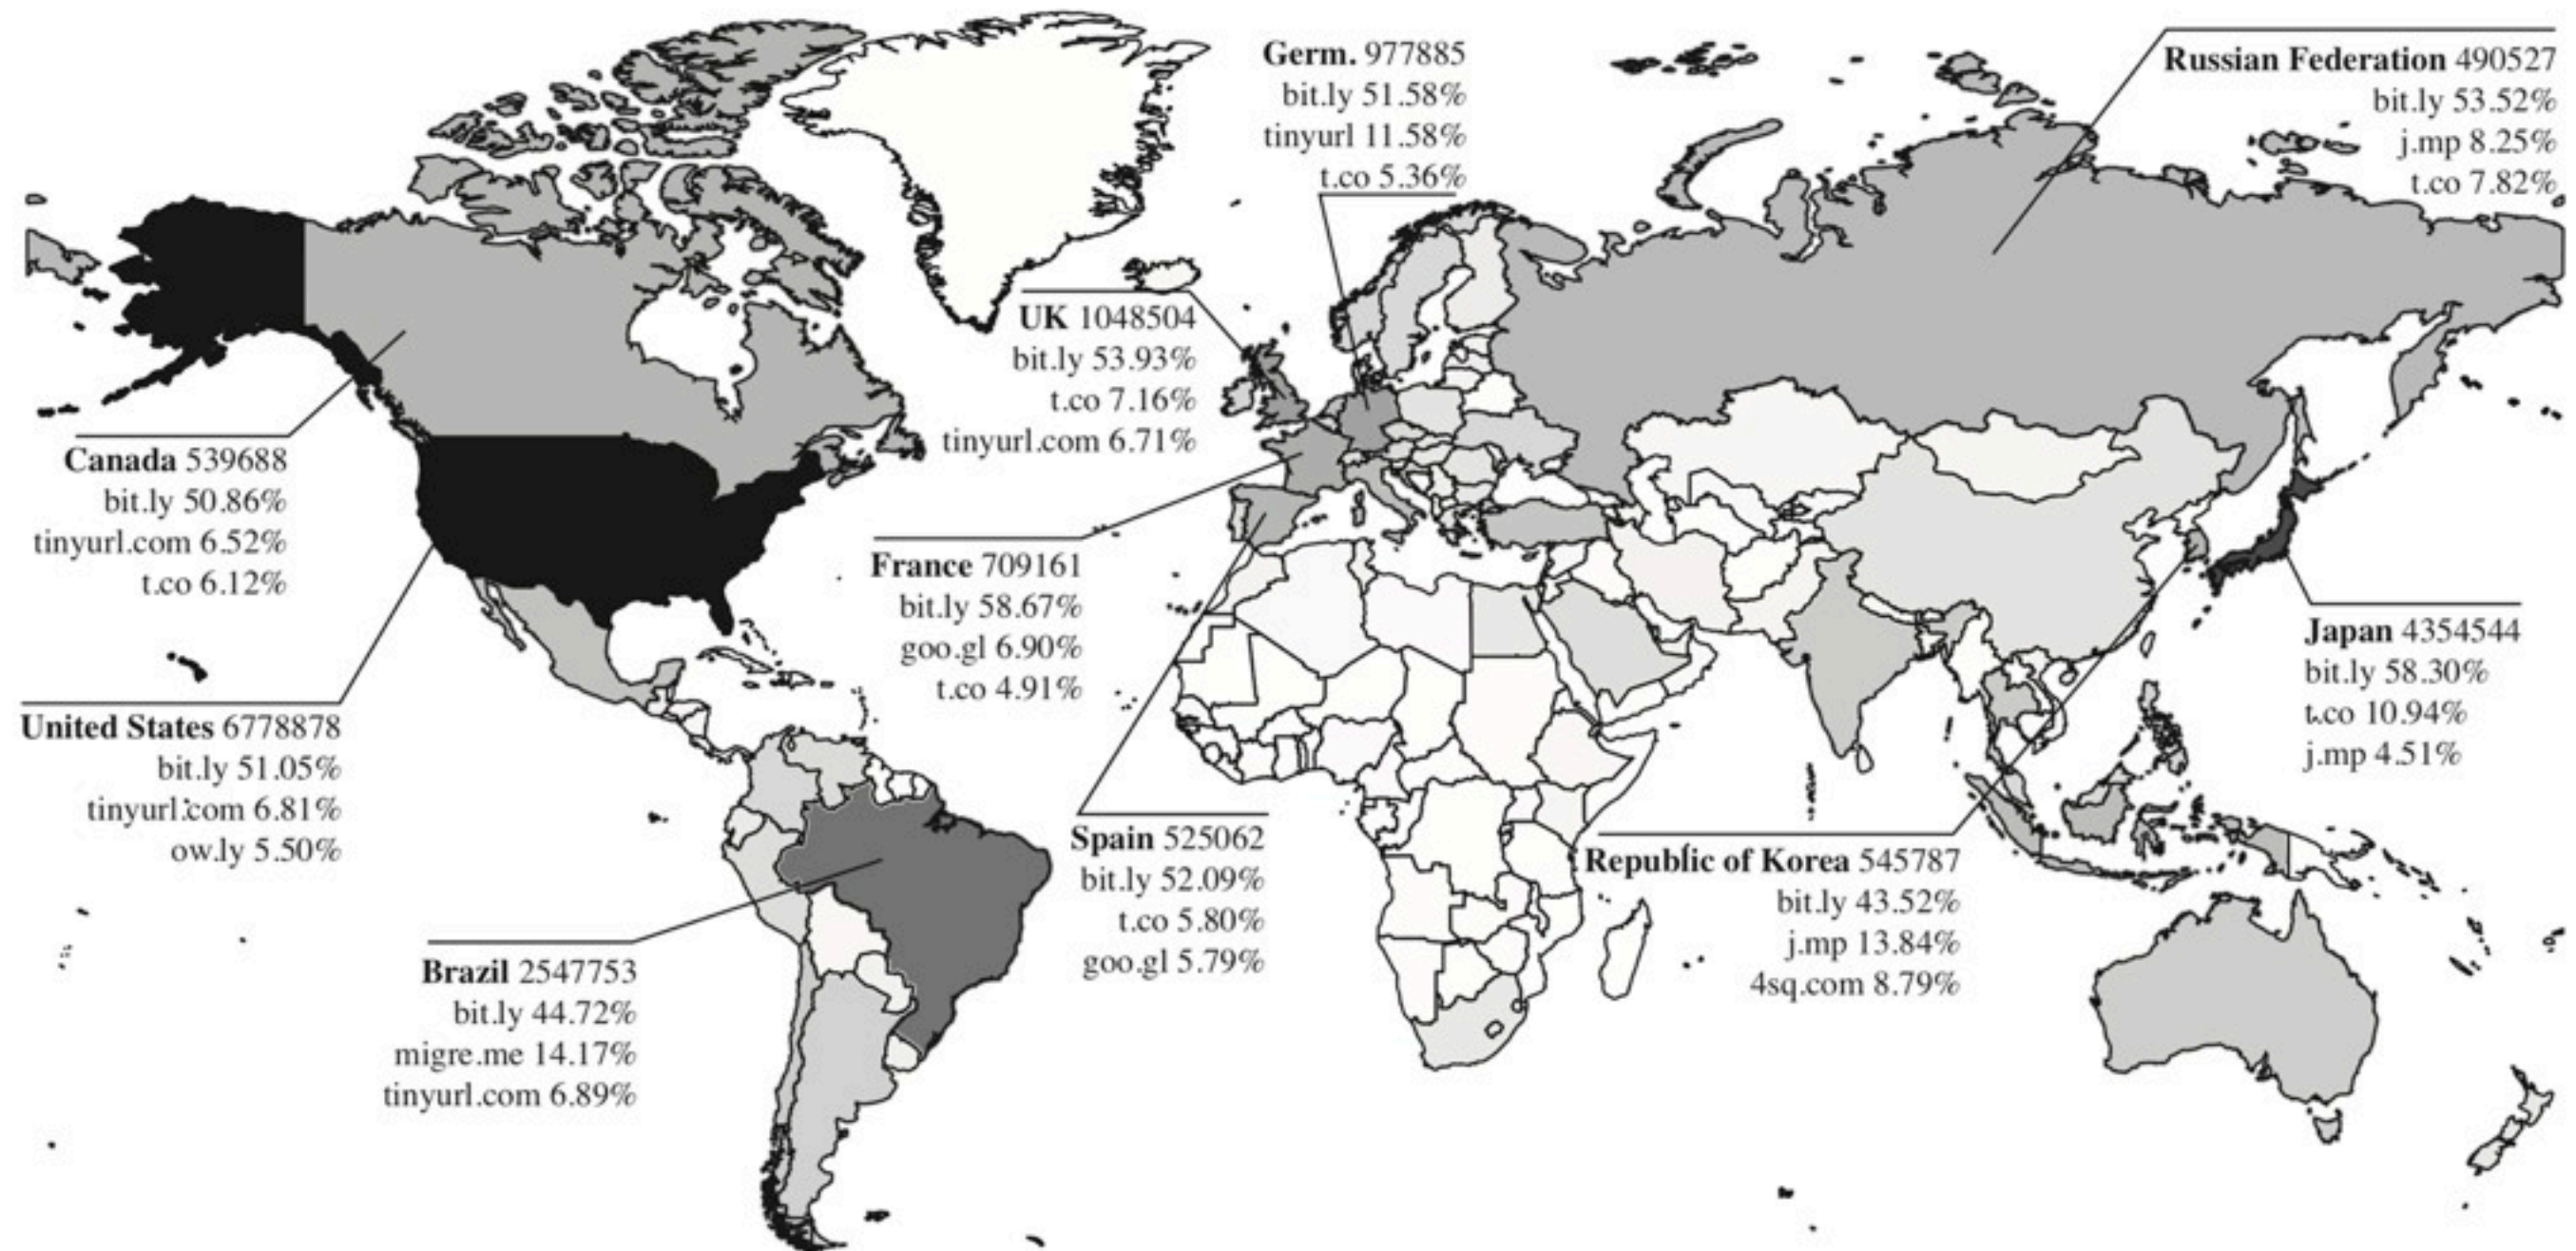 Germ. 977885
bit.ly 51.58%
tinyurl 11.58%
t.co 5.36%
Russian Federation 490527
bit.ly 53.52%
j.mp 8.25%
t.co 7.82%
UK 1048504
bit.ly 53.93%
t.co 7.16%
tinyurl.com 6.71%
Canada 539688
bit.ly 50.86%
tinyurl.com 6.52%
t.co 6.12%
France 709161
bit.ly 58.67%
goo.gl 6.90%
t.co 4.91%
Japan 4354544
bit.ly 58.30%
t.co 10.94%
j.mp 4.51%
United States 6778878
bit.ly 51.05%
tinyurl.com 6.81%
ow.ly 5.50%
Spain 525062
bit.ly 52.09%
t.co 5.80%
goo.gl 5.79%
Republic of Korea 545787
bit.ly 43.52%
j.mp 13.84%
4sq.com 8.79%
Brazil 2547753
bit.ly 44.72%
migre.me 14.17%
tinyurl.com 6.89%